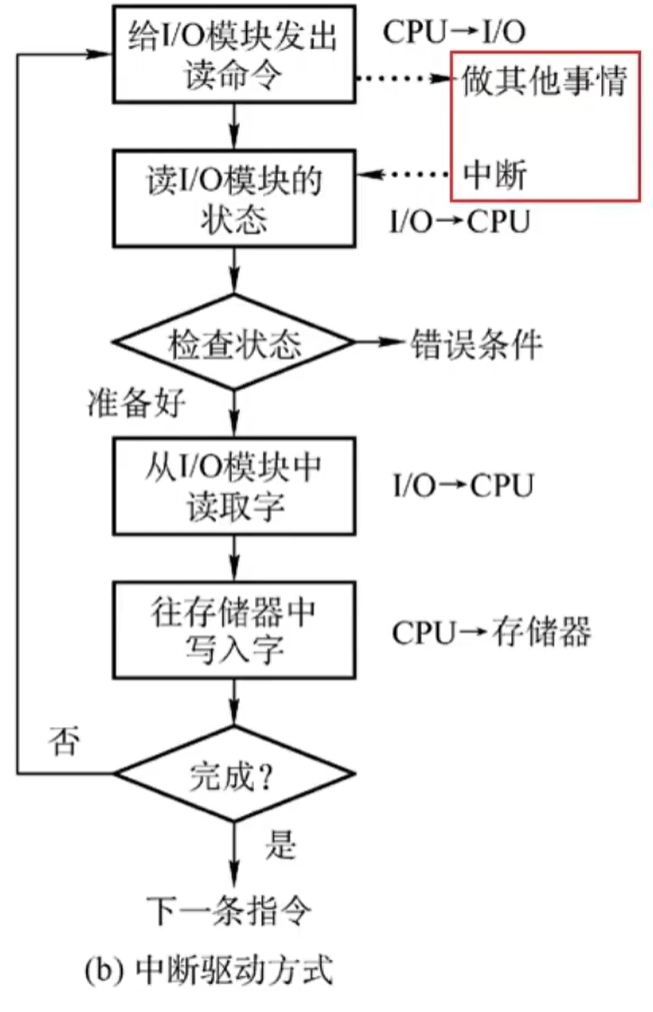 给I/O模块发出
读命令
CPU→I/O
做其他事情
读I/O模块的
状态
中断
I/O→CPU
检查状态
错误条件
准备好
从I/O模块中
读取字
I/O→CPU
往存储器中
写入字
CPU→存储器
否
完成?
是
下一条指令
(b) 中断驱动方式